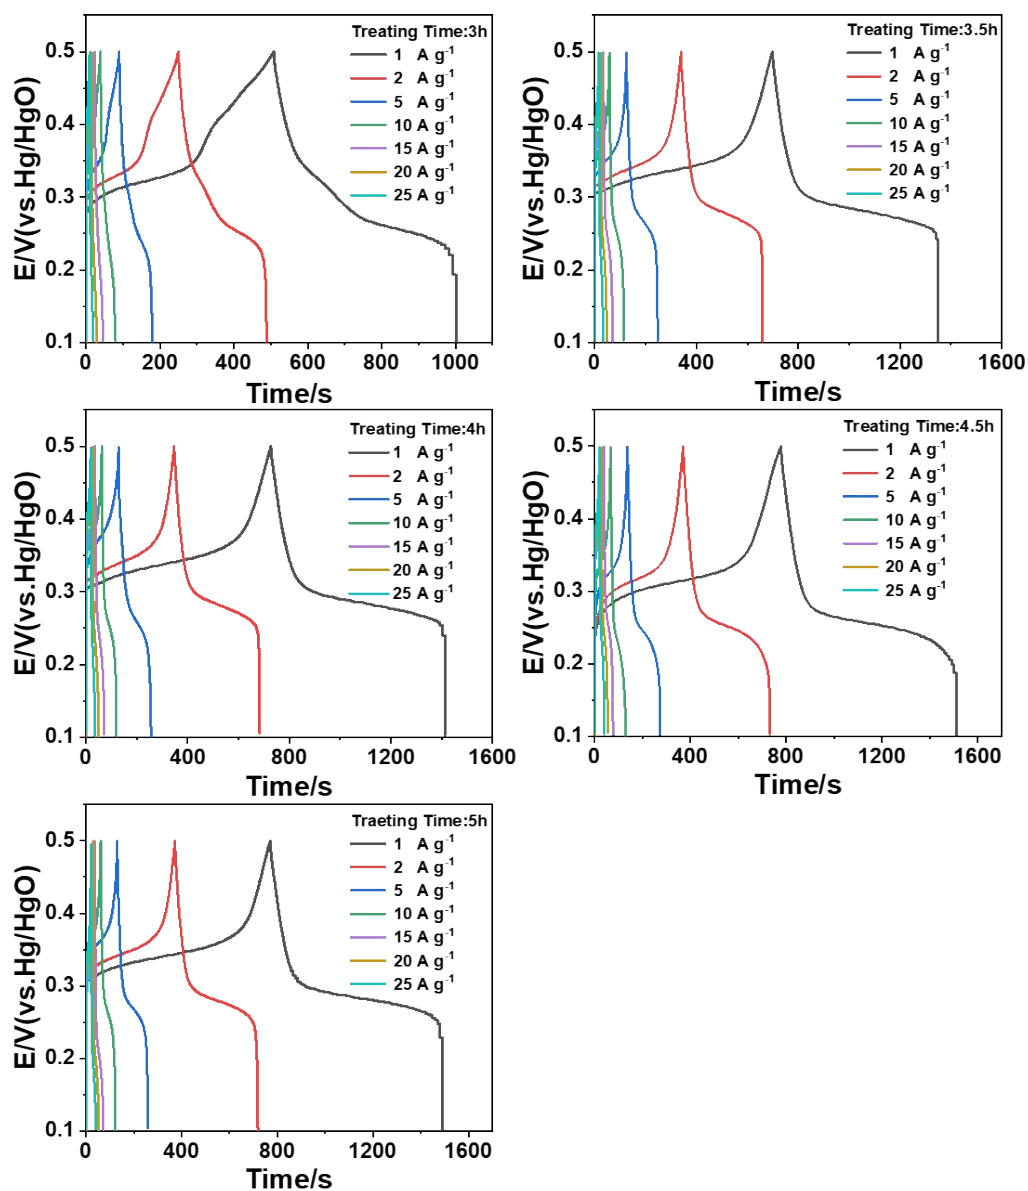 Treating Time:3h
1 A g⁻¹
2 A g⁻¹
5 A g⁻¹
10 A g⁻¹
15 A g⁻¹
20 A g⁻¹
25 A g⁻¹
E/V(vs.Hg/HgO)
0.5
0.4
0.3
0.2
0.1
0 200 400 600 800 1000
Time/s
Treating Time:3.5h
1 A g⁻¹
2 A g⁻¹
5 A g⁻¹
10 A g⁻¹
15 A g⁻¹
20 A g⁻¹
25 A g⁻¹
E/V(vs.Hg/HgO)
0.5
0.4
0.3
0.2
0.1
0 400 800 1200 1600
Time/s
Treating Time:4h
1 A g⁻¹
2 A g⁻¹
5 A g⁻¹
10 A g⁻¹
15 A g⁻¹
20 A g⁻¹
25 A g⁻¹
E/V(vs.Hg/HgO)
0.5
0.4
0.3
0.2
0.1
0 400 800 1200 1600
Time/s
Treating Time:4.5h
1 A g⁻¹
2 A g⁻¹
5 A g⁻¹
10 A g⁻¹
15 A g⁻¹
20 A g⁻¹
25 A g⁻¹
E/V(vs.Hg/HgO)
0.5
0.4
0.3
0.2
0.1
0 400 800 1200 1600
Time/s
Traeting Time:5h
1 A g⁻¹
2 A g⁻¹
5 A g⁻¹
10 A g⁻¹
15 A g⁻¹
20 A g⁻¹
25 A g⁻¹
E/V(vs.Hg/HgO)
0.5
0.4
0.3
0.2
0.1
0 400 800 1200 1600
Time/s